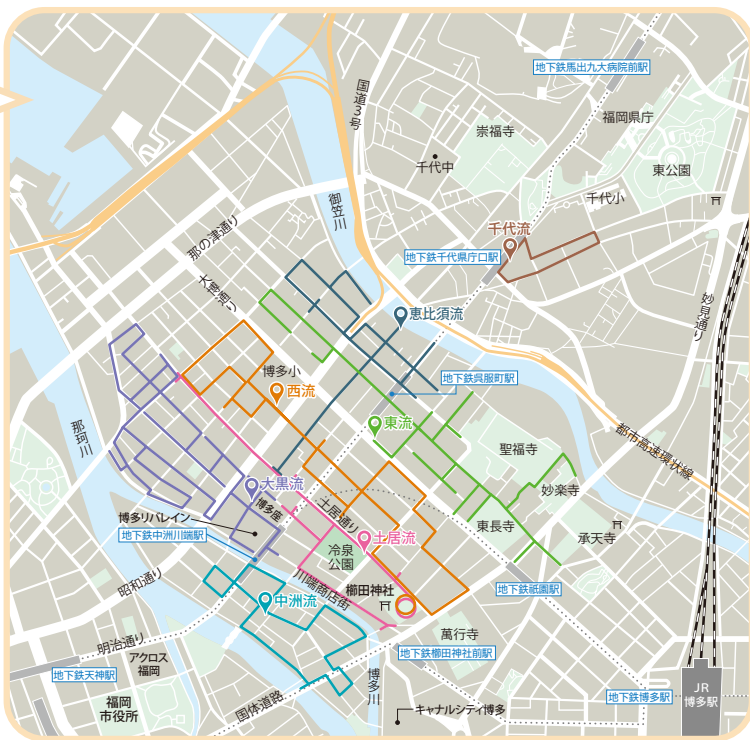 地下鉄馬出九大病院前駅
国道3号
福岡県庁
崇福寺
千代中
東公園
千代小
御笠川
那の津通り
千代流
地下鉄千代県庁口駅
大博通り
妙見通り
恵比須流
博多小
地下鉄呉服町駅
西流
東流
那珂川
都市高速環状線
聖福寺
大黒流
妙楽寺
博多座
土居通り
博多リバレイン
東長寺
地下鉄中洲川端駅
土居流
承天寺
冷泉
公園
昭和通り
川端商店街
櫛田神社
地下鉄祇園駅
中洲流
明治通り
萬行寺
アクロス
福岡
地下鉄櫛田神社前駅
地下鉄天神駅
博多川
JR
博多駅
地下鉄博多駅
福岡
市役所
国体道路
キャナルシティ博多